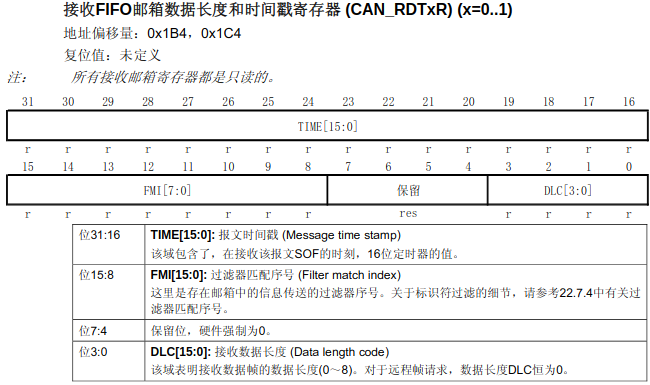 接收FIFO邮箱数据长度和时间戳寄存器 (CAN_RDTxR) (x=0..1)
地址偏移量：0x1B4，0x1C4
复位值：未定义
注： 所有接收邮箱寄存器都是只读的。
31 30 29 28 27 26 25 24 23 22 21 20 19 18 17 16
TIME[15:0]
r r r r r r r r r r r r r r r r
15 14 13 12 11 10 9 8 7 6 5 4 3 2 1 0
FMI[7:0] 保留 DLC[3:0]
r r r r r r r r res r r r r
位31:16 TIME[15:0]: 报文时间戳 (Message time stamp)
该域包含了，在接收该报文SOF的时刻，16位定时器的值。
位15:8 FMI[15:0]: 过滤器匹配序号 (Filter match index)
这里是存在邮箱中的信息传送的过滤器序号。关于标识符过滤的细节，请参考22.7.4中有关过
滤器匹配序号。
位7:4 保留位，硬件强制为0。
位3:0 DLC[15:0]: 接收数据长度 (Data length code)
该域表明接收数据帧的数据长度(0～8)。对于远程帧请求，数据长度DLC恒为0。